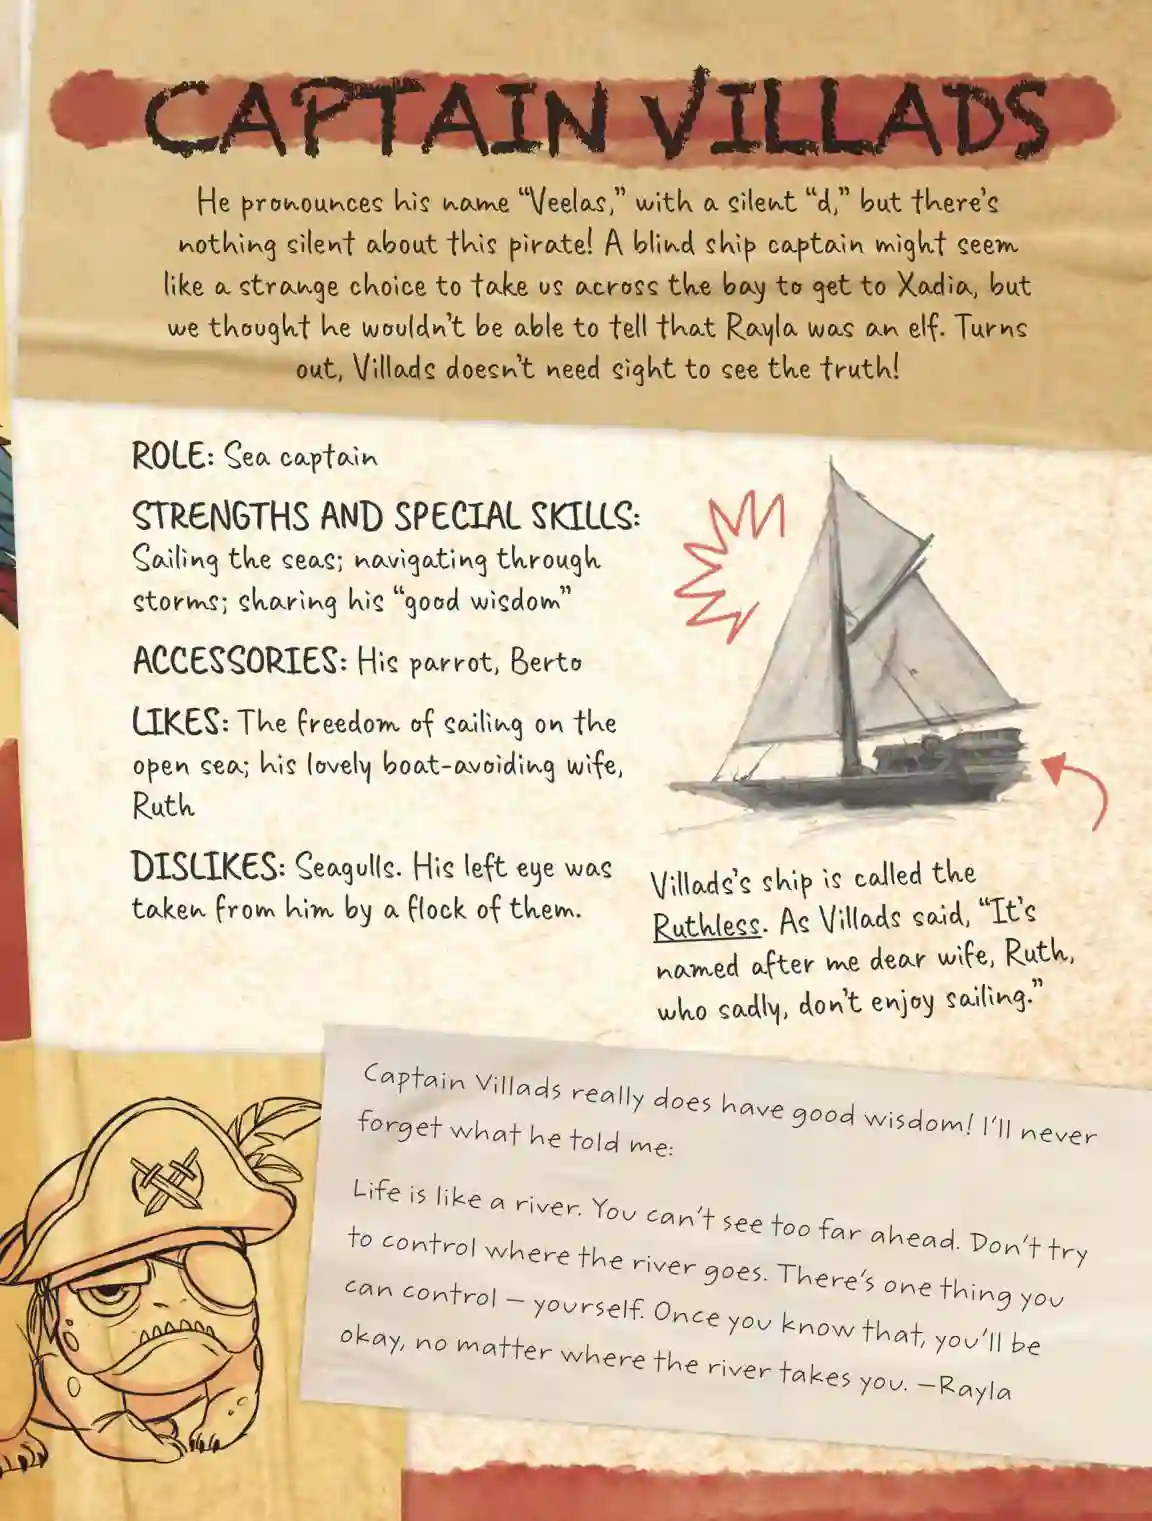 CAPTAIN VILLADS
He pronounces his name “Veelas,” with a silent “d,” but there’s
nothing silent about this pirate! A blind ship captain might seem
like a strange choice to take us across the bay to get to Xadia, but
we thought he wouldn’t be able to tell that Rayla was an elf. Turns
out, Villads doesn’t need sight to see the truth!
ROLE: Sea captain
STRENGTHS AND SPECIAL SKILLS:
Sailing the seas; navigating through
storms; sharing his “good wisdom”
ACCESSORIES: His parrot, Berto
LIKES: The freedom of sailing on the
open sea; his lovely boat-avoiding wife,
Ruth
DISLIKES: Seagulls. His left eye was
taken from him by a flock of them.
Villads’s ship is called the
Ruthless. As Villads said, “It’s
named after me dear wife, Ruth,
who sadly, don’t enjoy sailing.”
Captain Villads really does have good wisdom! I’ll never
forget what he told me:
Life is like a river. You can’t see too far ahead. Don’t try
to control where the river goes. There’s one thing you
can control – yourself. Once you know that, you’ll be
okay, no matter where the river takes you. –Rayla